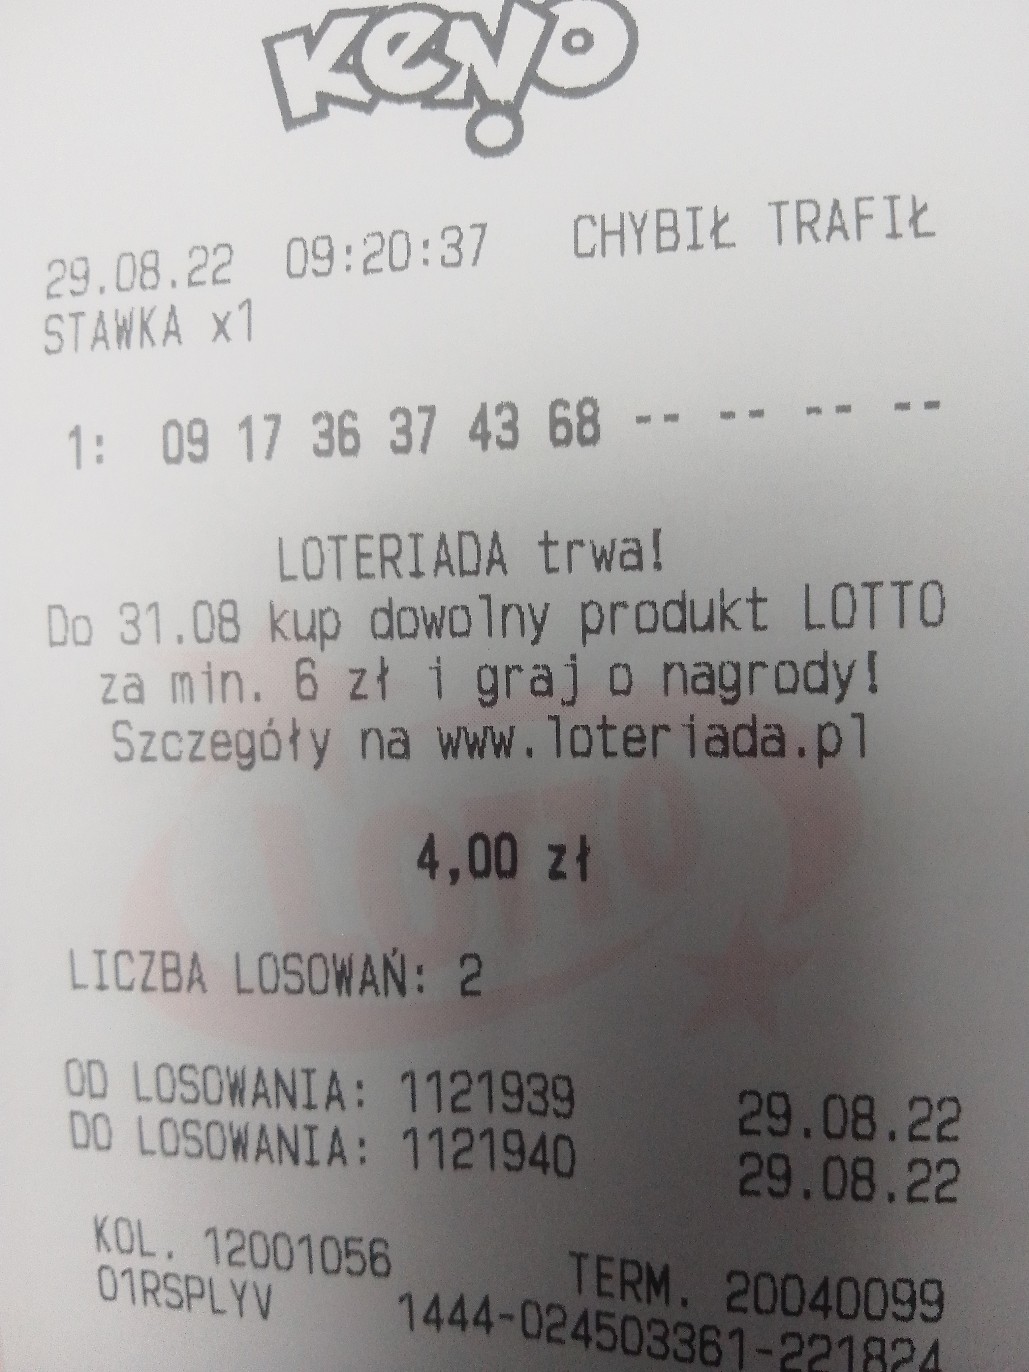 KENO
29.08.22 09:20:37 CHYBIŁ TRAFIŁ
STAWKA x1
1: 09 17 36 37 43 68 -- -- -- --
LOTERIADA trwa!
Do 31.08 kup dowolny produkt LOTTO
za min. 6 zł i graj o nagrody!
Szczegóły na www.loteriada.pl
LOTTO
4,00 zł
LICZBA LOSOWAŃ: 2
OD LOSOWANIA: 1121939 29.08.22
DO LOSOWANIA: 1121940 29.08.22
KOL. 12001056 TERM. 20040099
01RSPLYV 1444-024503361-221824